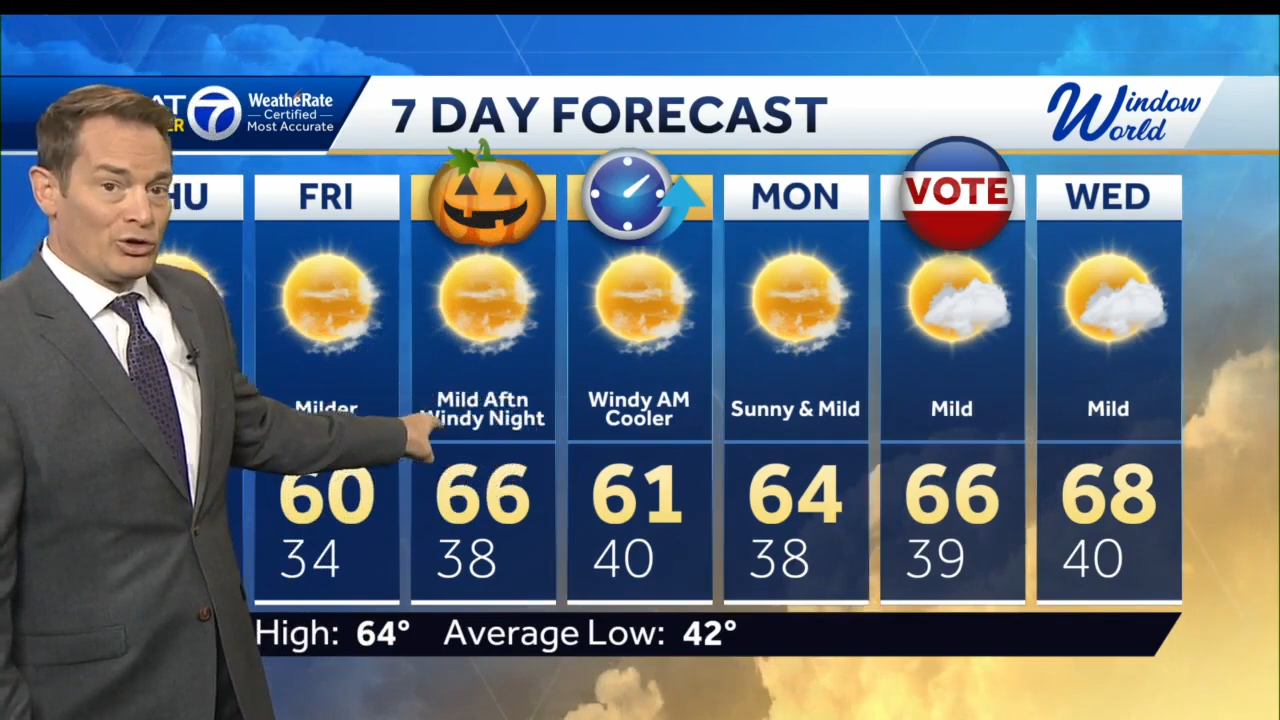 7
WeatheRate
Certified
Most Accurate
7 DAY FORECAST
Window
World
FRI
VOTE
MON
WED
Milder
Mild Aftn
Windy Night
Windy AM
Cooler
Sunny & Mild
Mild
Mild
60
66
61
64
66
68
34
38
40
38
39
40
High: 64° Average Low: 42°